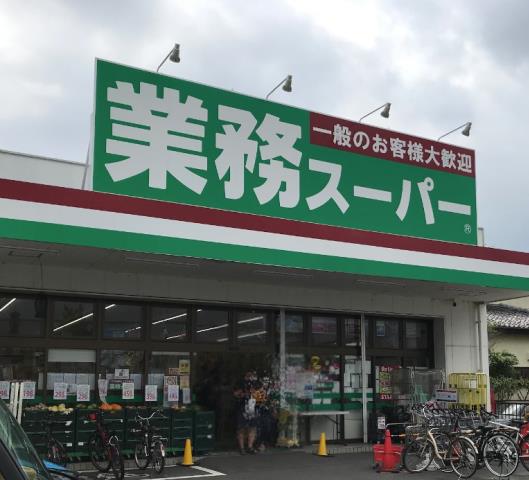 一般のお客様大歓迎
業務スーパー
®